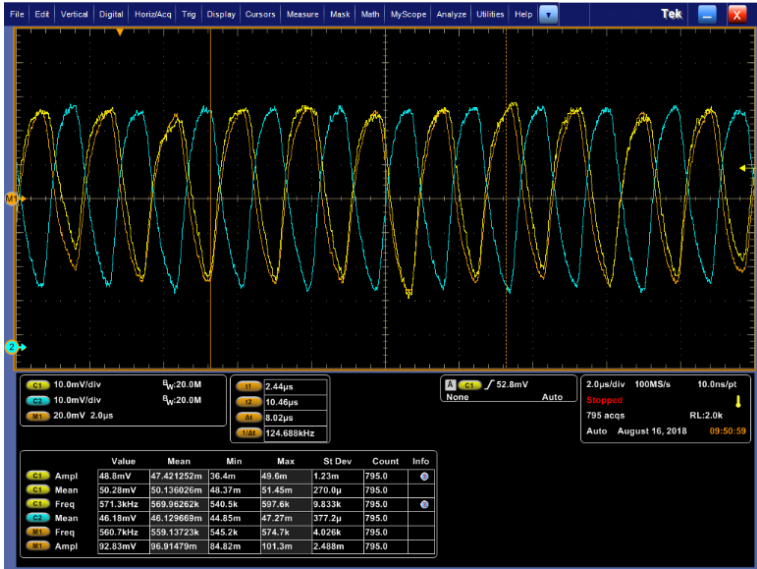 File Edit Vertical Digital Horiz/Acq Trig Display Cursors Measure Mask Math MyScope Analyze Utilities Help Tek X
M1
2
C1 10.0mV/div BW:20.0M
C2 10.0mV/div BW:20.0M
M1 20.0mV 2.0µs
t1 2.44µs
t2 10.46µs
Δt 8.02µs
1/Δt 124.688kHz
A C1 52.8mV
None Auto
2.0µs/div 100MS/s 10.0ns/pt
Stopped
795 acqs RL:2.0k
Auto August 16, 2018 09:50:59
Value Mean Min Max St Dev Count Info
C1 Ampl 48.8mV 47.421252m 36.4m 49.6m 1.23m 795.0
C1 Mean 50.28mV 50.136026m 48.37m 51.45m 270.0µ 795.0
C1 Freq 571.3kHz 569.96262k 540.5k 597.6k 9.833k 795.0
C2 Mean 46.18mV 46.129669m 44.85m 47.27m 377.2µ 795.0
M1 Freq 560.7kHz 559.13723k 545.2k 574.7k 4.026k 795.0
M1 Ampl 92.83mV 96.91479m 84.82m 101.3m 2.488m 795.0